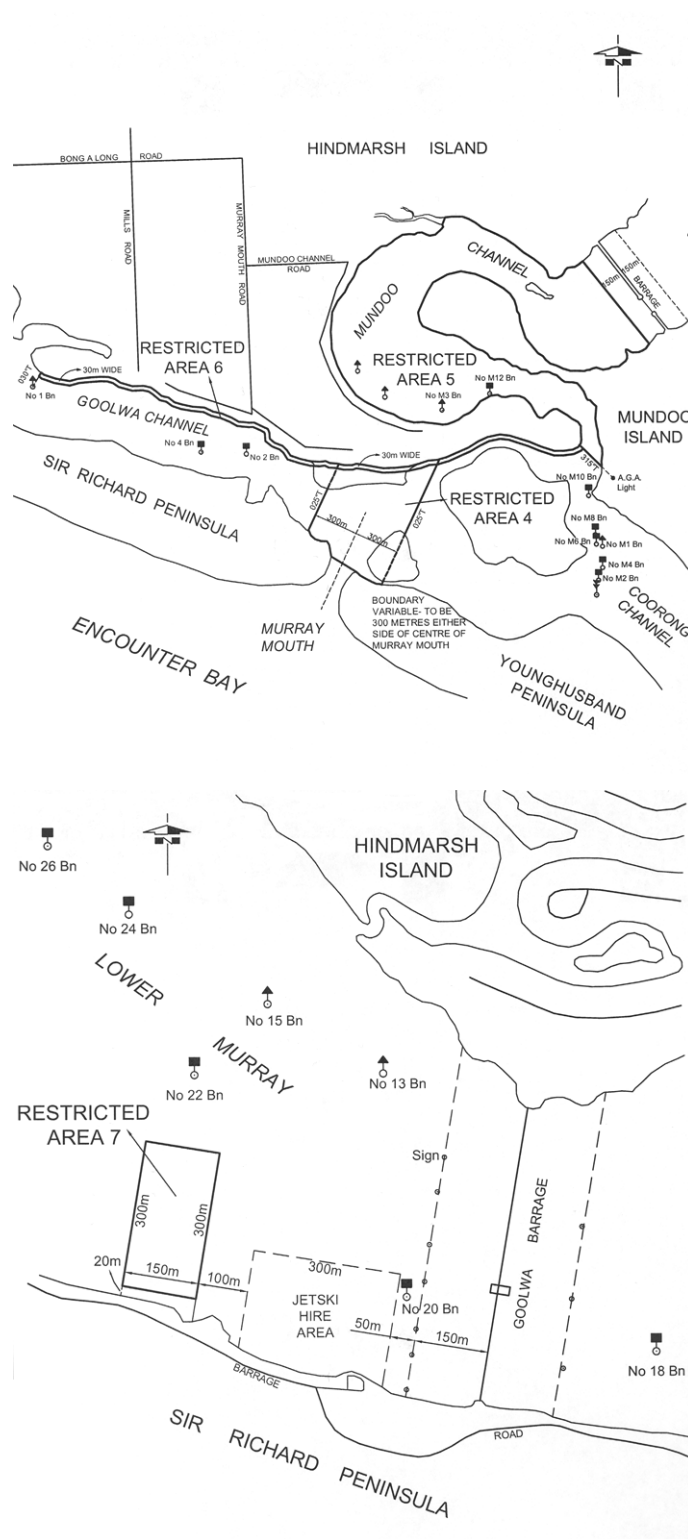 HINDMARSH ISLAND
BONG A LONG ROAD
MILLS ROAD
MURRAY MOUTH ROAD
MUNDOO CHANNEL
ROAD
MUNDOO CHANNEL
150m
150m
BARRAGE
RESTRICTED
AREA 6
RESTRICTED
AREA 5
No M12 Bn
No M3 Bn
030°T
30m WIDE
No 1 Bn
GOOLWA CHANNEL
No 4 Bn
No 2 Bn
30m WIDE
MUNDOO
ISLAND
315°T
A.G.A.
Light
No M10 Bn
SIR RICHARD PENINSULA
025°T
300m
300m
025°T
RESTRICTED
AREA 4
No M8 Bn
No M6 Bn
No M1 Bn
No M4 Bn
No M2 Bn
COORONG
CHANNEL
MURRAY
MOUTH
BOUNDARY
VARIABLE- TO BE
300 METRES EITHER
SIDE OF CENTRE OF
MURRAY MOUTH
ENCOUNTER BAY
YOUNGHUSBAND
PENINSULA
HINDMARSH
ISLAND
No 26 Bn
No 24 Bn
LOWER
MURRAY
No 15 Bn
No 22 Bn
No 13 Bn
RESTRICTED
AREA 7
Sign
300m
300m
20m
150m
100m
300m
JETSKI
HIRE
AREA
50m
No 20 Bn
150m
GOOLWA BARRAGE
No 18 Bn
BARRAGE
ROAD
SIR RICHARD PENINSULA